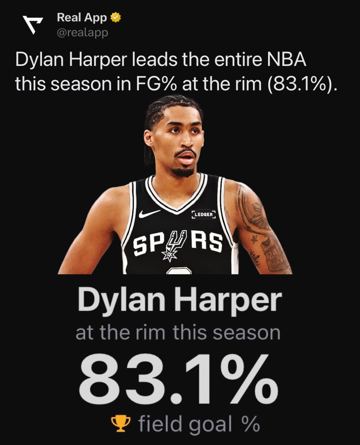 Real App
@realapp
Dylan Harper leads the entire NBA
this season in FG% at the rim (83.1%).
LEDGER
SPURS
Dylan Harper
at the rim this season
83.1%
field goal %